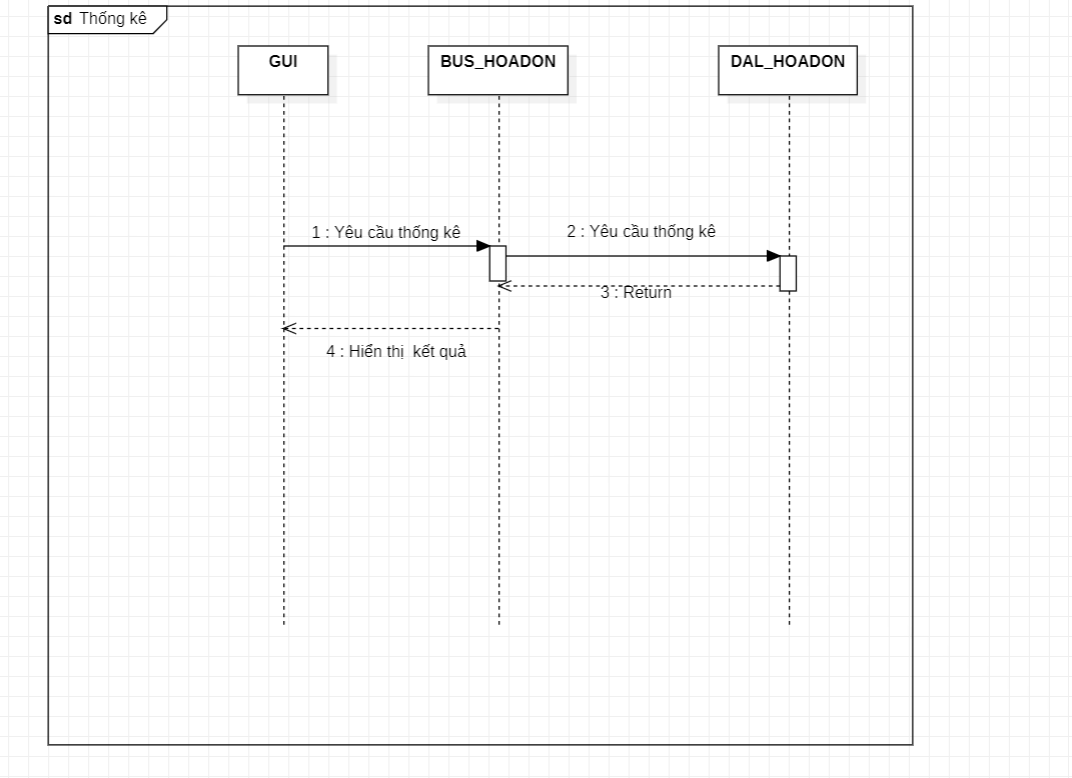 sd Thống kê
GUI
BUS_HOADON
DAL_HOADON
1 : Yêu cầu thống kê
2 : Yêu cầu thống kê
3 : Return
4 : Hiển thị  kết quả